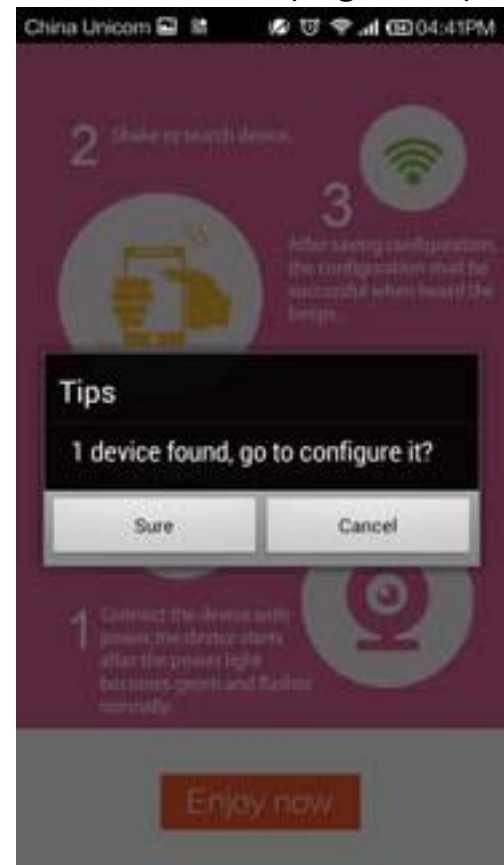 China Unicom 04:41PM
2 Shake to search device.
3
After saving configuration,
the configuration shall be
successful when heard the
beeps.
Tips
1 device found, go to configure it?
Sure Cancel
1 Connect the device with
power, the device starts
after the power light
becomes green and flashes
normally.
Enjoy now